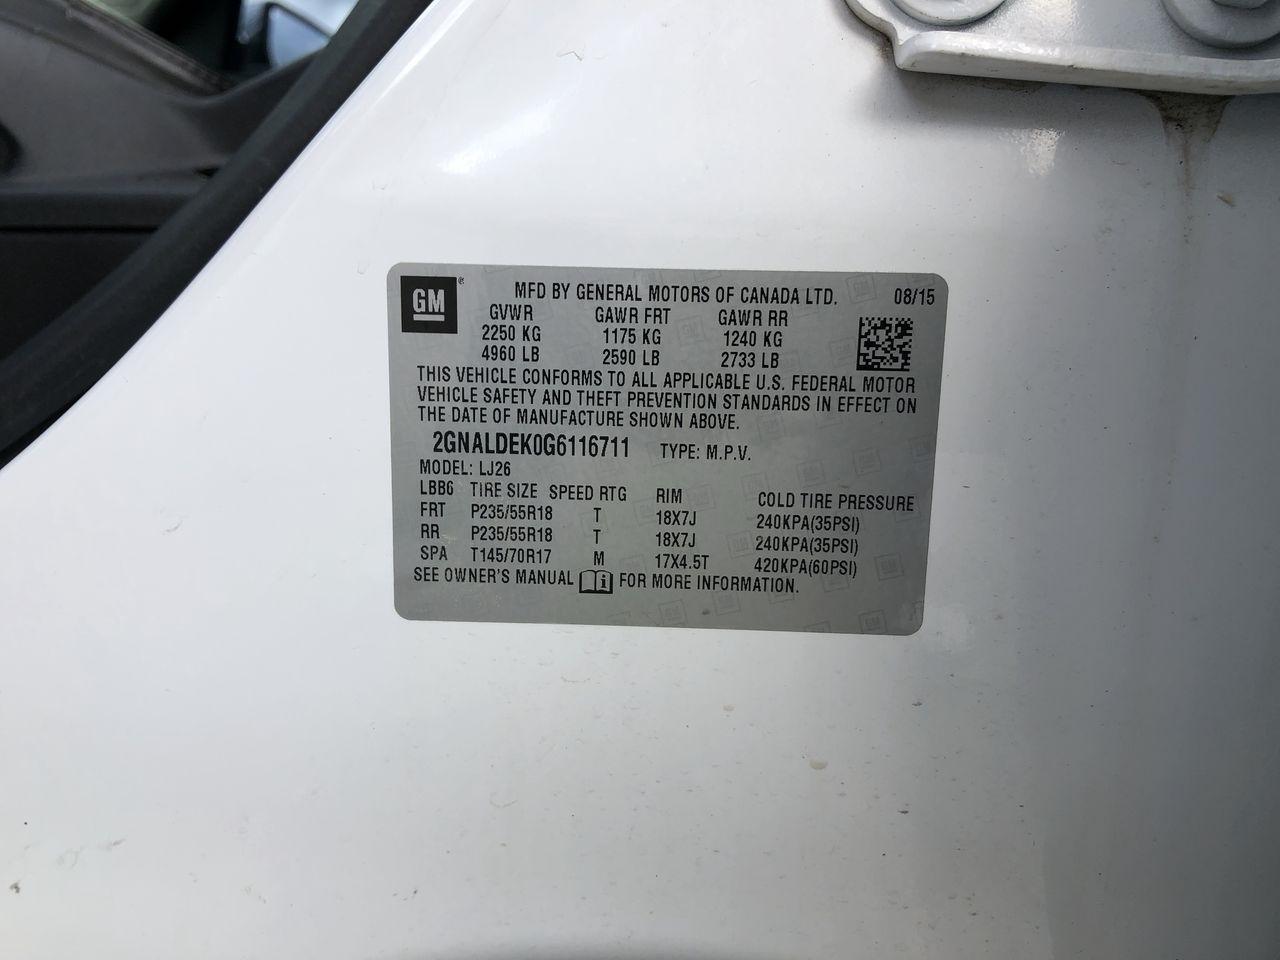 GM ® MFD BY GENERAL MOTORS OF CANADA LTD. 08/15
GVWR GAWR FRT GAWR RR
2250 KG 1175 KG 1240 KG
4960 LB 2590 LB 2733 LB
THIS VEHICLE CONFORMS TO ALL APPLICABLE U.S. FEDERAL MOTOR
VEHICLE SAFETY AND THEFT PREVENTION STANDARDS IN EFFECT ON
THE DATE OF MANUFACTURE SHOWN ABOVE.
2GNALDEK0G6116711 TYPE: M.P.V.
MODEL: LJ26
LBB6 TIRE SIZE SPEED RTG RIM COLD TIRE PRESSURE
FRT P235/55R18 T 18X7J 240KPA(35PSI)
RR P235/55R18 T 18X7J 240KPA(35PSI)
SPA T145/70R17 M 17X4.5T 420KPA(60PSI)
SEE OWNER'S MANUAL i FOR MORE INFORMATION.